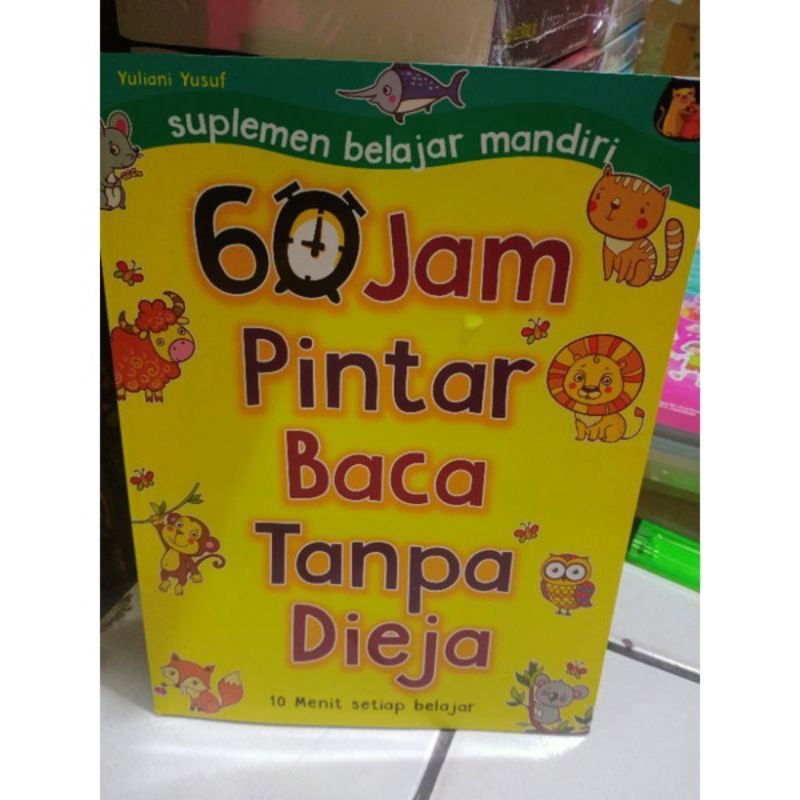 Yuliani Yusuf
suplemen belajar mandiri
60 Jam
Pintar
Baca
Tanpa
Dieja
10 Menit setiap belajar